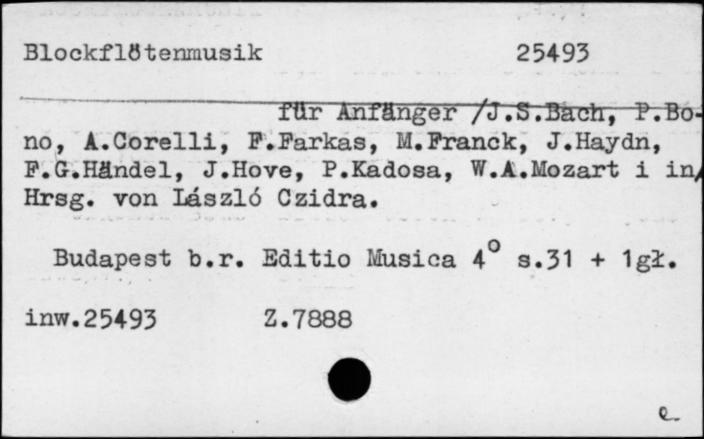 Blockflötenmusik 25493
für Anfänger /J.S.Bach, P.Bo-
no, A.Corelli, F.Farkas, M.Franck, J.Haydn,
F.G.Händel, J.Hove, P.Kadosa, W.A.Mozart i in/
Hrsg. von László Czidra.
Budapest b.r. Editio Musica 4° s.31 + 1gł.
inw.25493 Z.7888
e